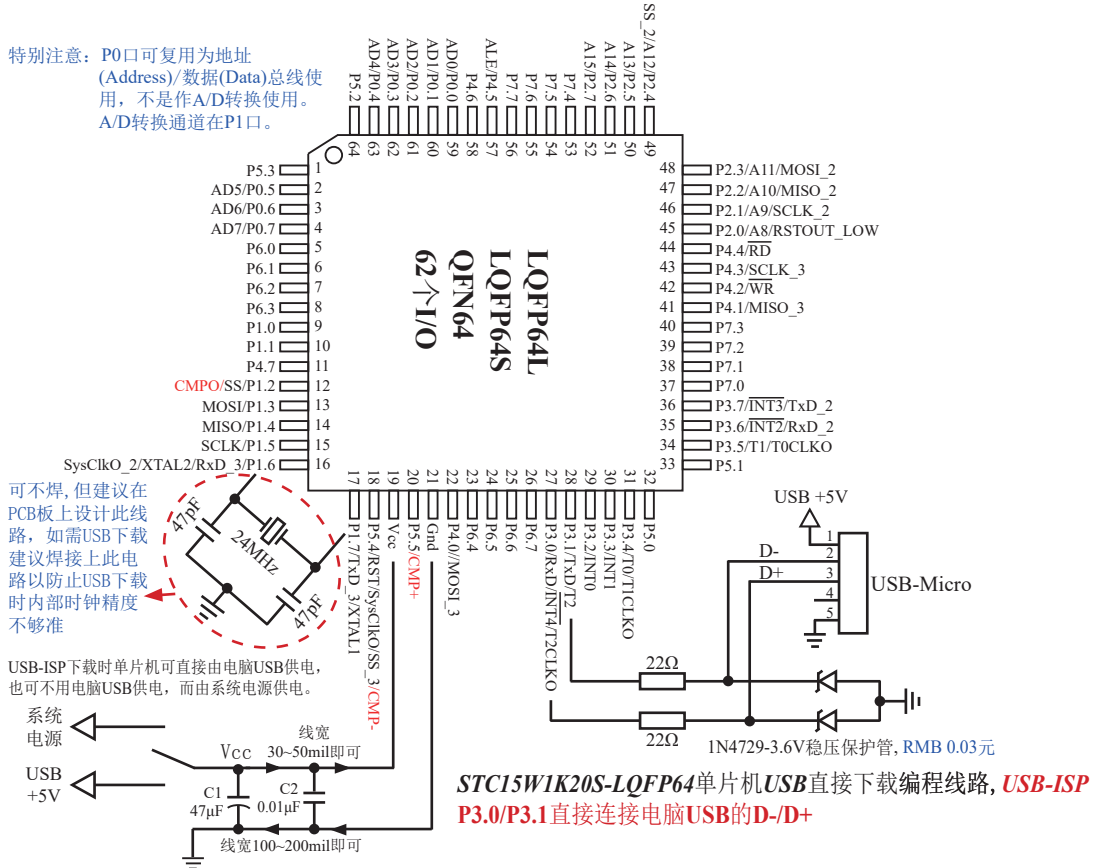 特别注意：P0口可复用为地址
(Address)/数据(Data)总线使
用，不是作A/D转换使用。
A/D转换通道在P1口。
P5.2
AD4/P0.4
AD3/P0.3
AD2/P0.2
AD1/P0.1
AD0/P0.0
P4.6
ALE/P4.5
P7.7
P7.6
P7.5
P7.4
A15/P2.7
A14/P2.6
A13/P2.5
SS_2/A12/P2.4
64
63
62
61
60
59
58
57
56
55
54
53
52
51
50
49
P5.3 1
AD5/P0.5 2
AD6/P0.6 3
AD7/P0.7 4
P6.0 5
P6.1 6
P6.2 7
P6.3 8
P1.0 9
P1.1 10
P4.7 11
CMPO/SS/P1.2 12
MOSI/P1.3 13
MISO/P1.4 14
SCLK/P1.5 15
SysClkO_2/XTAL2/RxD_3/P1.6 16
LQFP64L
LQFP64S
QFN64
62个I/O
48 P2.3/A11/MOSI_2
47 P2.2/A10/MISO_2
46 P2.1/A9/SCLK_2
45 P2.0/A8/RSTOUT_LOW
44 P4.4/RD
43 P4.3/SCLK_3
42 P4.2/WR
41 P4.1/MISO_3
40 P7.3
39 P7.2
38 P7.1
37 P7.0
36 P3.7/INT3/TxD_2
35 P3.6/INT2/RxD_2
34 P3.5/T1/T0CLKO
33 P5.1
17
18
19
20
21
22
23
24
25
26
27
28
29
30
31
32
P1.7/TxD_3/XTAL1
P5.4/RST/SysClkO/SS_3/CMP-
Vcc
P5.5/CMP+
Gnd
P4.0/MOSI_3
P6.4
P6.5
P6.6
P6.7
P3.0/RxD/INT4/T2CLKO
P3.1/TxD/T2
P3.2/INT0
P3.3/INT1
P3.4/T0/T1CLKO
P5.0
可不焊,但建议在
PCB板上设计此线
路，如需USB下载
建议焊接上此电
路以防止USB下载
时内部时钟精度
不够准
47pF
24MHz
47pF
USB +5V
1
D- 2
D+ 3
4
5
USB-Micro
22Ω
22Ω
1N4729-3.6V稳压保护管, RMB 0.03元
USB-ISP下载时单片机可直接由电脑USB供电，
也可不用电脑USB供电，而由系统电源供电。
系统
电源
USB
+5V
Vcc
线宽
30~50mil即可
C1
47μF
C2
0.01μF
线宽100~200mil即可
STC15W1K20S-LQFP64单片机USB直接下载编程线路, USB-ISP
P3.0/P3.1直接连接电脑USB的D-/D+